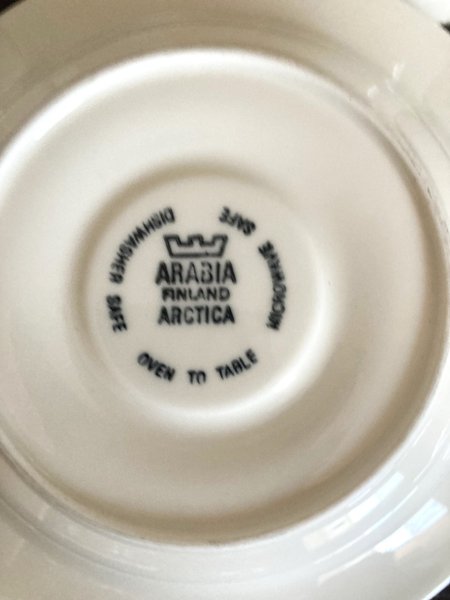 ARABIA
FINLAND
ARCTICA
DISHWASHER SAFE
OVEN TO TABLE
MICROWAVE SAFE